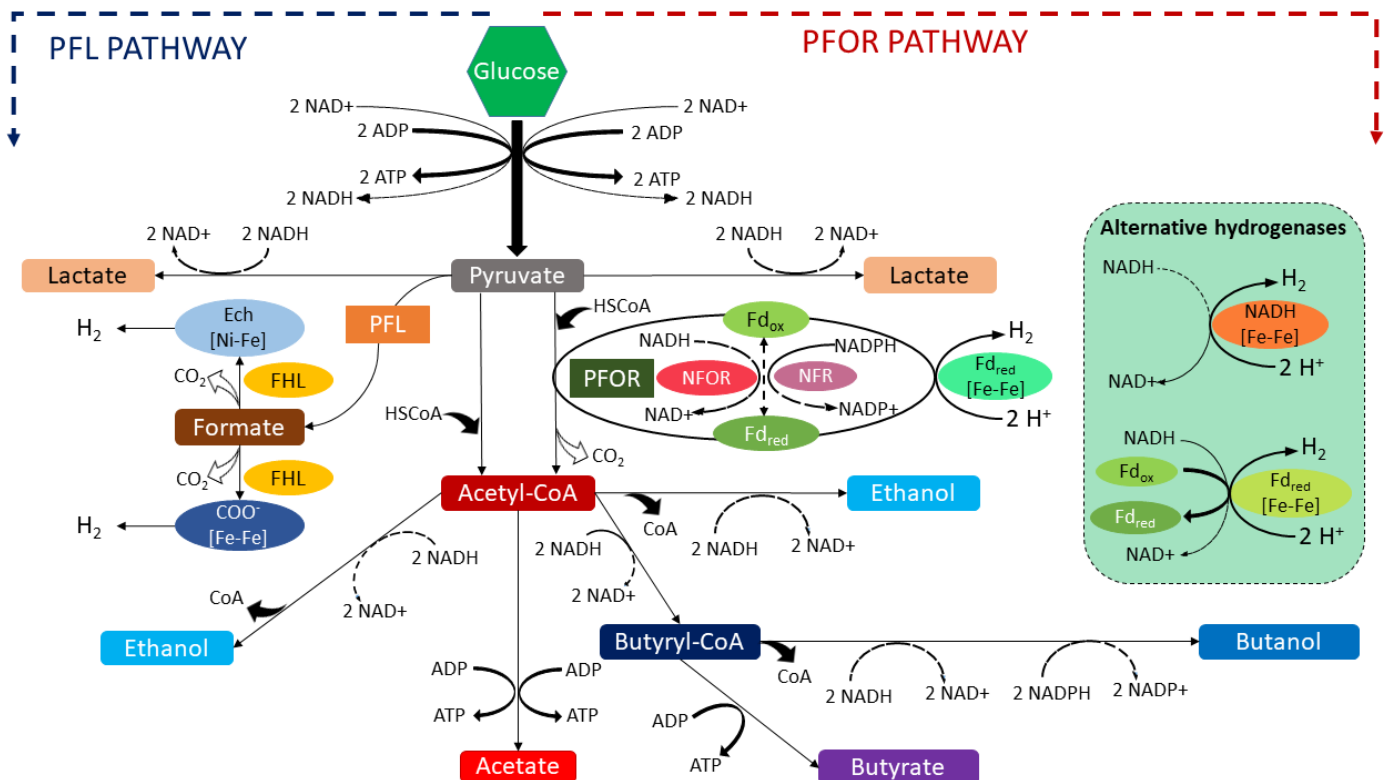 PFL PATHWAY
PFOR PATHWAY
Glucose
2 NAD+
2 NAD+
2 ADP
2 ADP
2 ATP
2 ATP
2 NADH
2 NADH
2 NAD+
2 NADH
2 NADH
2 NAD+
Lactate
Pyruvate
Lactate
PFL
HSCoA
Ech
[Ni-Fe]
H2
CO2
FHL
Formate
CO2
FHL
COO-
[Fe-Fe]
H2
HSCoA
Fdox
NADH
NADPH
PFOR
NFOR
NFR
NAD+
NADP+
Fdred
CO2
H2
Fdred
[Fe-Fe]
2 H+
Alternative hydrogenases
NADH
H2
NADH
[Fe-Fe]
2 H+
NAD+
NADH
H2
Fdox
Fdred
Fdred
[Fe-Fe]
2 H+
NAD+
Acetyl-CoA
Ethanol
CoA
2 NADH
2 NAD+
2 NADH
2 NAD+
CoA
Ethanol
2 NADH
2 NAD+
Butyryl-CoA
Butanol
CoA
2 NADH
2 NAD+
2 NADPH
2 NADP+
ADP
ADP
ATP
ATP
Acetate
ADP
ATP
Butyrate